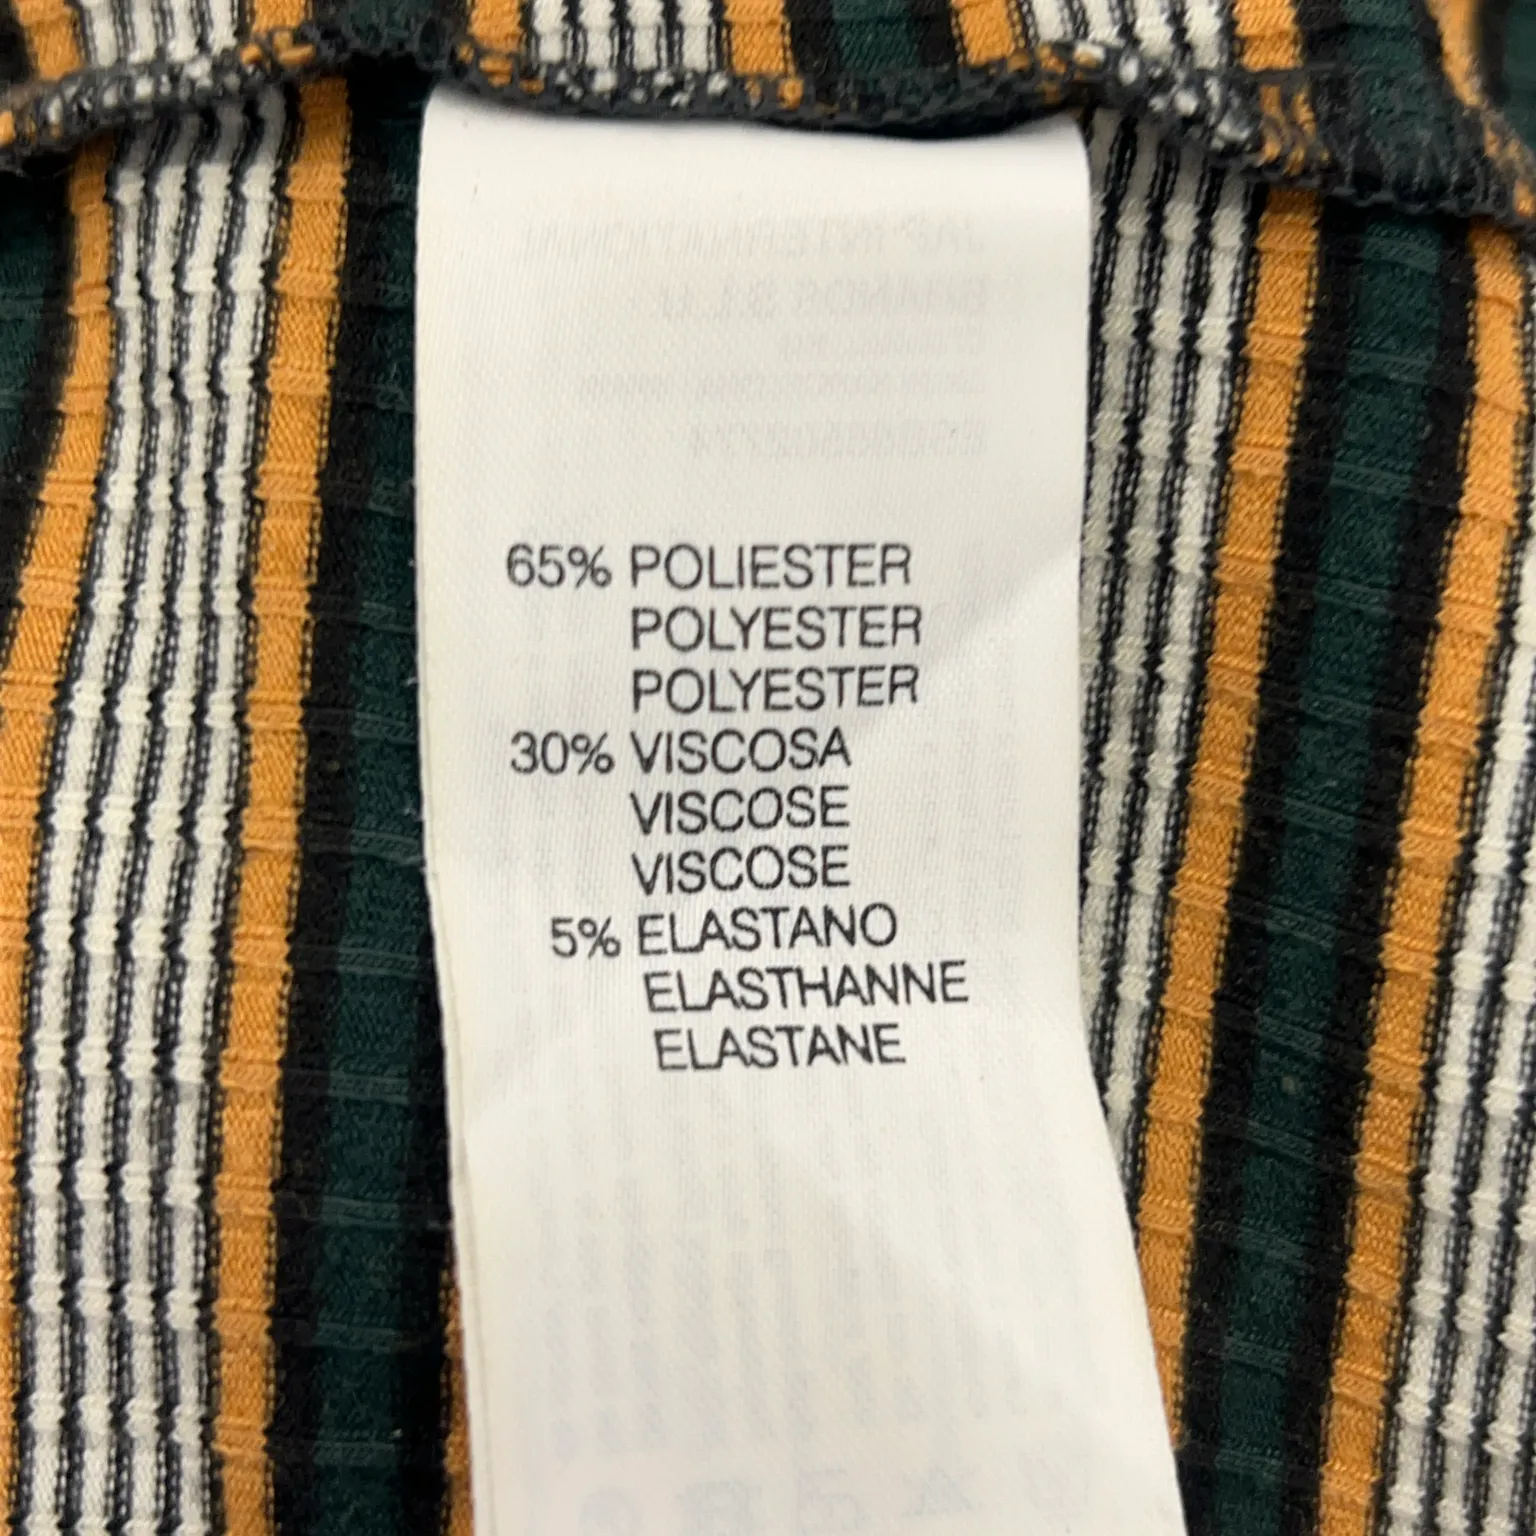 65% POLIESTER
POLYESTER
POLYESTER
30% VISCOSA
VISCOSE
VISCOSE
5% ELASTANO
ELASTHANNE
ELASTANE